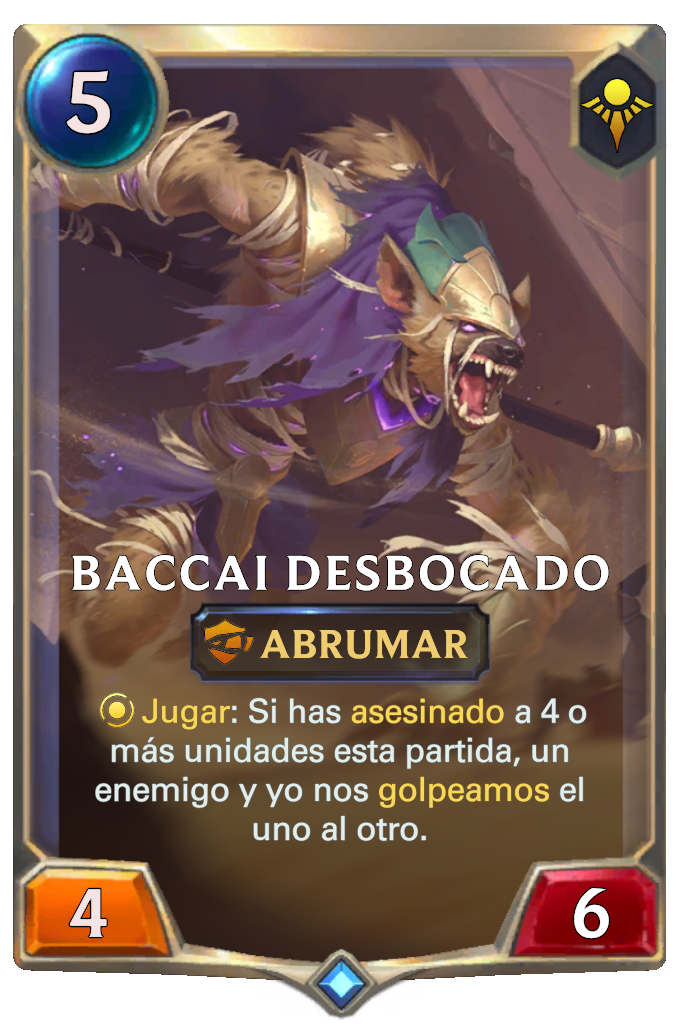 5
BACCAI DESBOCADO
ABRUMAR
Jugar: Si has asesinado a 4 o
más unidades esta partida, un
enemigo y yo nos golpeamos el
uno al otro.
4
6